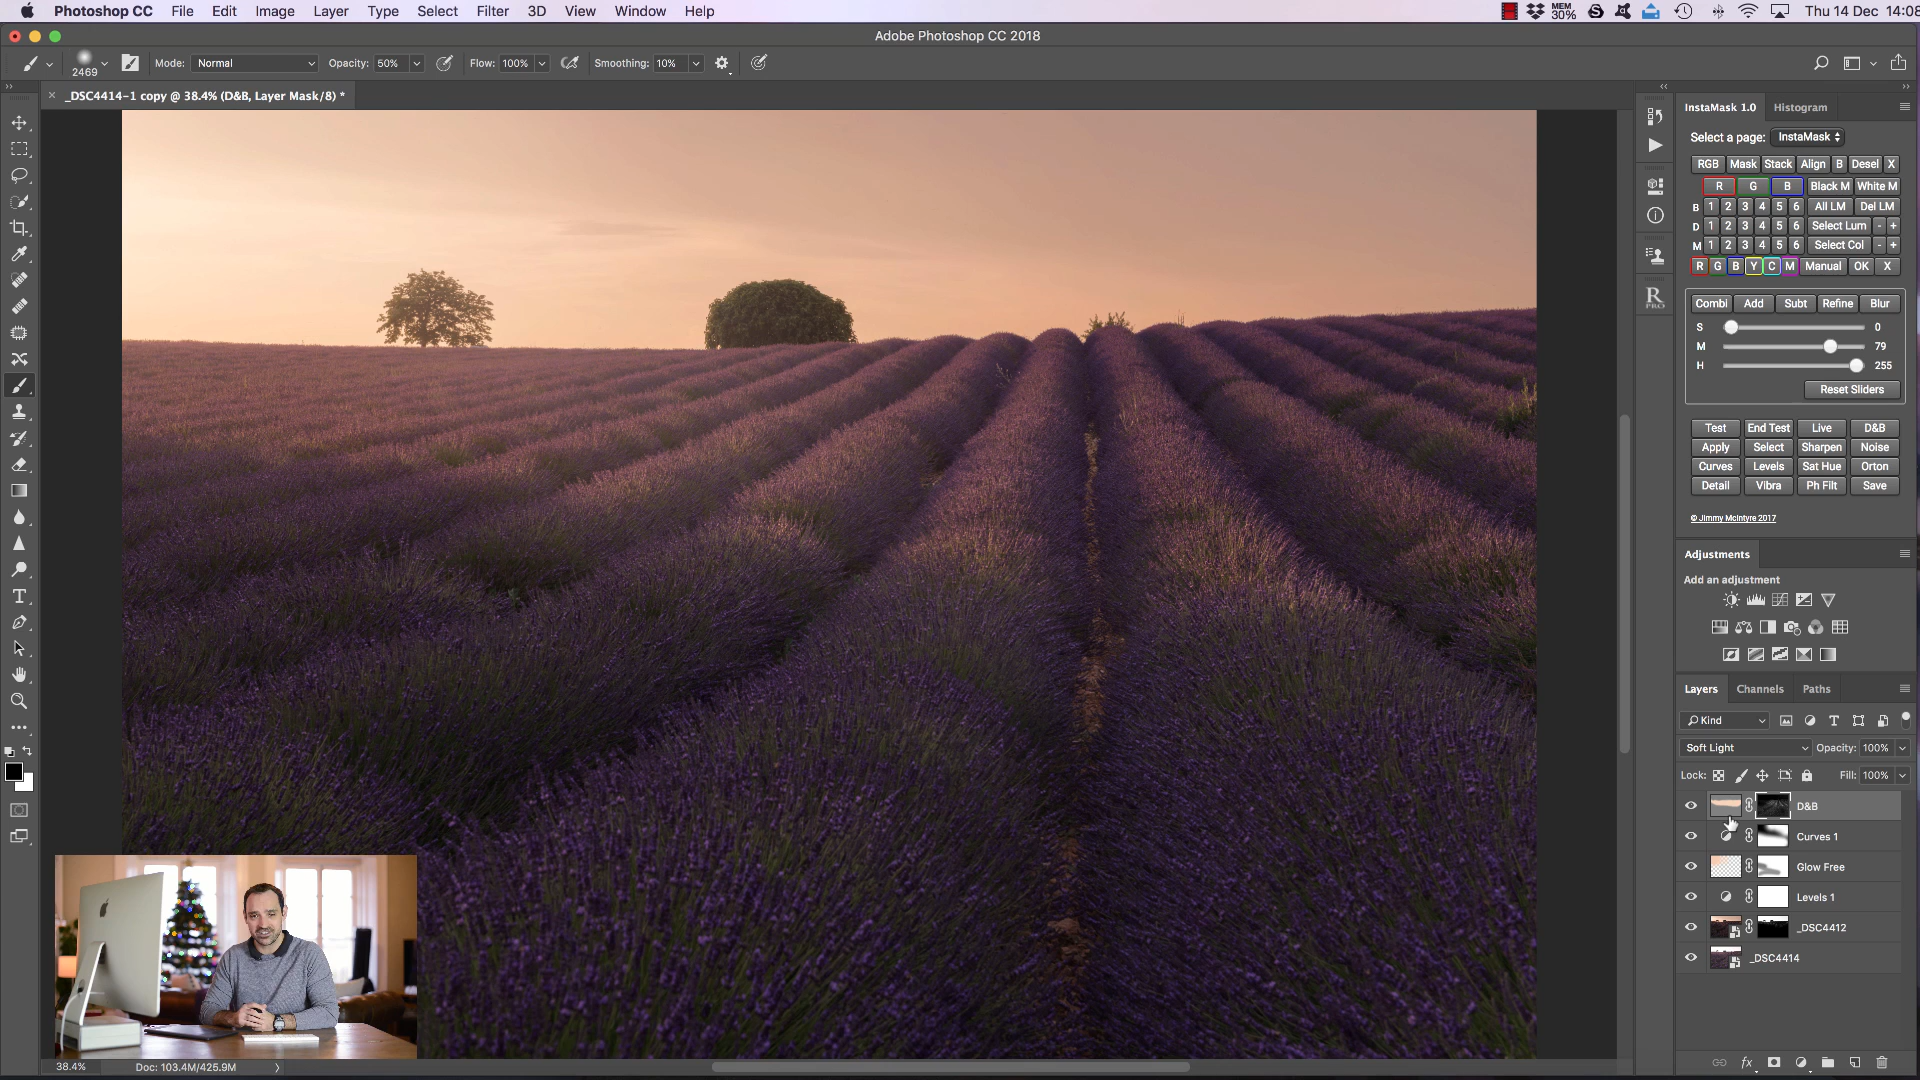 Photoshop CC File Edit Image Layer Type Select Filter 3D View Window Help MEM 30% Thu 14 Dec 14:08
Adobe Photoshop CC 2018
2469 Mode: Normal Opacity: 50% Flow: 100% Smoothing: 10%
× _DSC4414-1 copy @ 38.4% (D&B, Layer Mask/8) *
InstaMask 1.0 Histogram
Select a page: InstaMask
RGB Mask Stack Align B Desel X
R G B Black M White M
B 1 2 3 4 5 6 All LM Del LM
D 1 2 3 4 5 6 Select Lum - +
M 1 2 3 4 5 6 Select Col - +
R G B Y C M Manual OK X
Combi Add Subt Refine Blur
S 0
M 79
H 255
Reset Sliders
Test End Test Live D&B
Apply Select Sharpen Noise
Curves Levels Sat Hue Orton
Detail Vibra Ph Filt Save
© Jimmy McIntyre 2017
R PRO
Adjustments
Add an adjustment
Layers Channels Paths
Kind
Soft Light Opacity: 100%
Lock: Fill: 100%
D&B
Curves 1
Glow Free
Levels 1
_DSC4412
_DSC4414
fx
38.4% Doc: 103.4M/425.9M